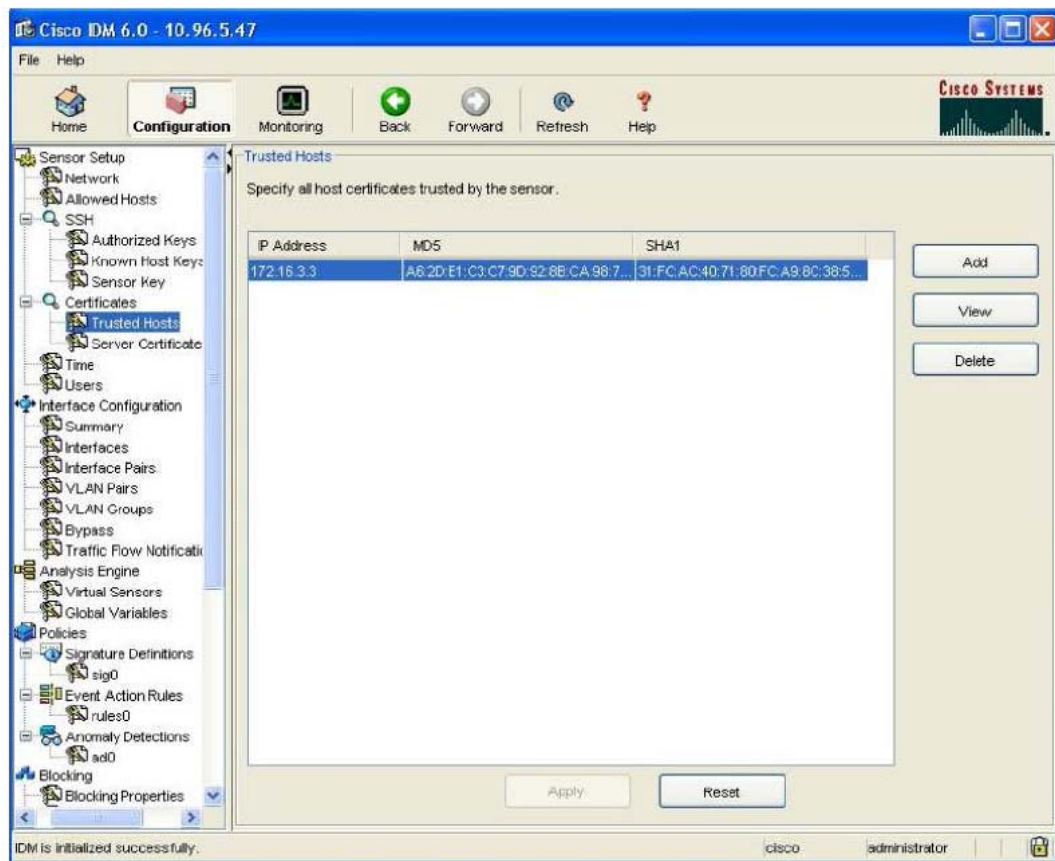 Cisco IDM 6.0 - 10.96.5.47
File Help
Home
Configuration
Monitoring
Back
Forward
Refresh
Help
CISCO SYSTEMS
Sensor Setup
Network
Allowed Hosts
SSH
Authorized Keys
Known Host Keys
Sensor Key
Certificates
Trusted Hosts
Server Certificate
Time
Users
Interface Configuration
Summary
Interfaces
Interface Pairs
VLAN Pairs
VLAN Groups
Bypass
Traffic Flow Notificati
Analysis Engine
Virtual Sensors
Global Variables
Policies
Signature Definitions
sig0
Event Action Rules
rules0
Anomaly Detections
ad0
Blocking
Blocking Properties
Trusted Hosts
Specify all host certificates trusted by the sensor.
IP Address MD5 SHA1
172.16.3.3 A6:2D:E1:C3:C7:9D:92:8B:CA:98:7... 31:FC:AC:40:71:80:FC:A9:8C:38:5...
Add
View
Delete
Apply
Reset
IDM is initialized successfully.
cisco
administrator